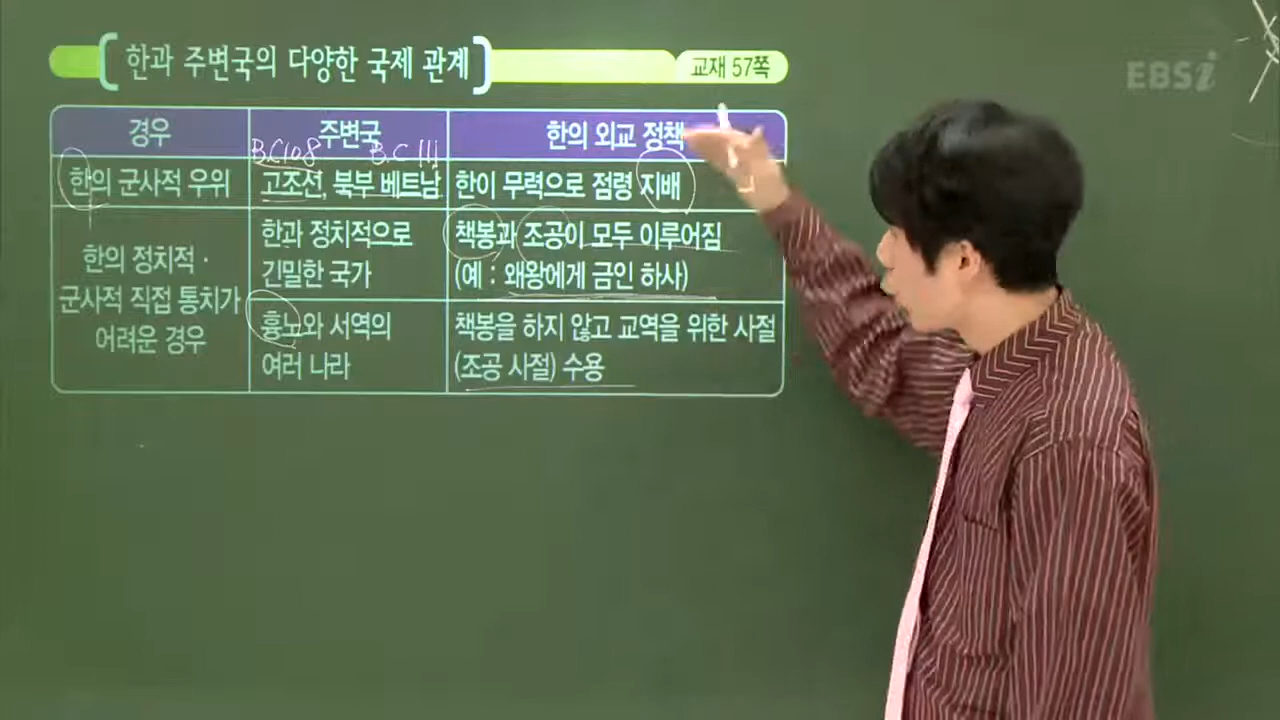 한과 주변국의 다양한 국제 관계
교재 57쪽
EBSi
경우
주변국
한의 외교 정책
B.C108
B.C 111
한의 군사적 우위
고조선, 북부 베트남
한이 무력으로 점령 지배
한의 정치적·
군사적 직접 통치가
어려운 경우
한과 정치적으로
긴밀한 국가
책봉과 조공이 모두 이루어짐
(예 : 왜왕에게 금인 하사)
흉노와 서역의
여러 나라
책봉을 하지 않고 교역을 위한 사절
(조공 사절) 수용